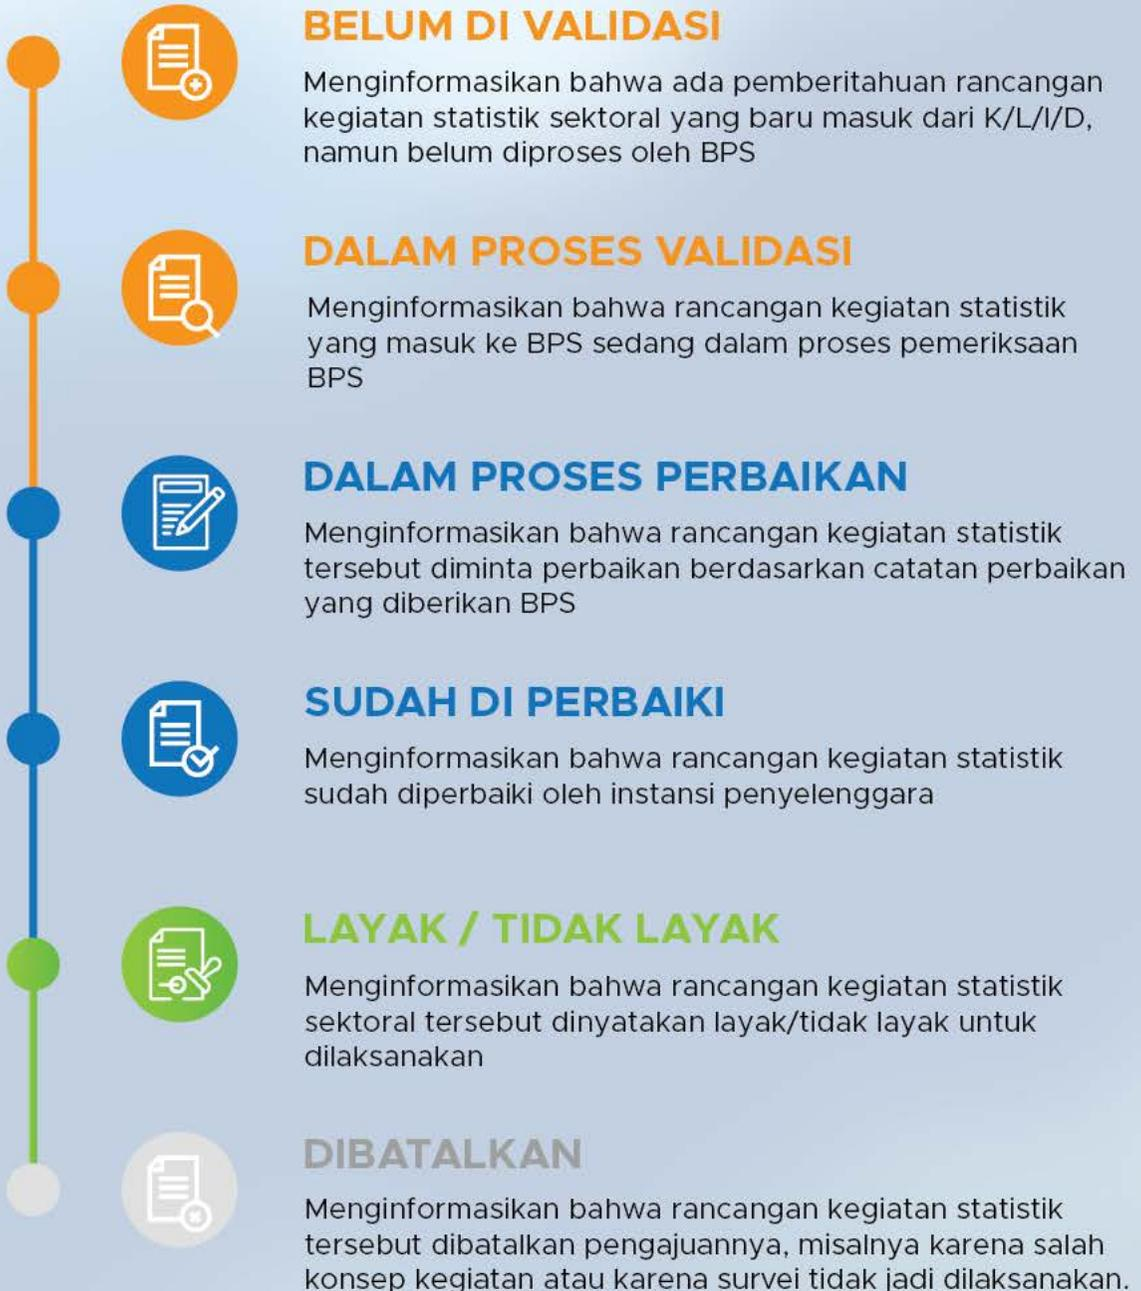 BELUM DI VALIDASI
Menginformasikan bahwa ada pemberitahuan rancangan
kegiatan statistik sektoral yang baru masuk dari K/L/I/D,
namun belum diproses oleh BPS
DALAM PROSES VALIDASI
Menginformasikan bahwa rancangan kegiatan statistik
yang masuk ke BPS sedang dalam proses pemeriksaan
BPS
DALAM PROSES PERBAIKAN
Menginformasikan bahwa rancangan kegiatan statistik
tersebut diminta perbaikan berdasarkan catatan perbaikan
yang diberikan BPS
SUDAH DI PERBAIKI
Menginformasikan bahwa rancangan kegiatan statistik
sudah diperbaiki oleh instansi penyelenggara
LAYAK / TIDAK LAYAK
Menginformasikan bahwa rancangan kegiatan statistik
sektoral tersebut dinyatakan layak/tidak layak untuk
dilaksanakan
DIBATALKAN
Menginformasikan bahwa rancangan kegiatan statistik
tersebut dibatalkan pengajuannya, misalnya karena salah
konsep kegiatan atau karena survei tidak jadi dilaksanakan.